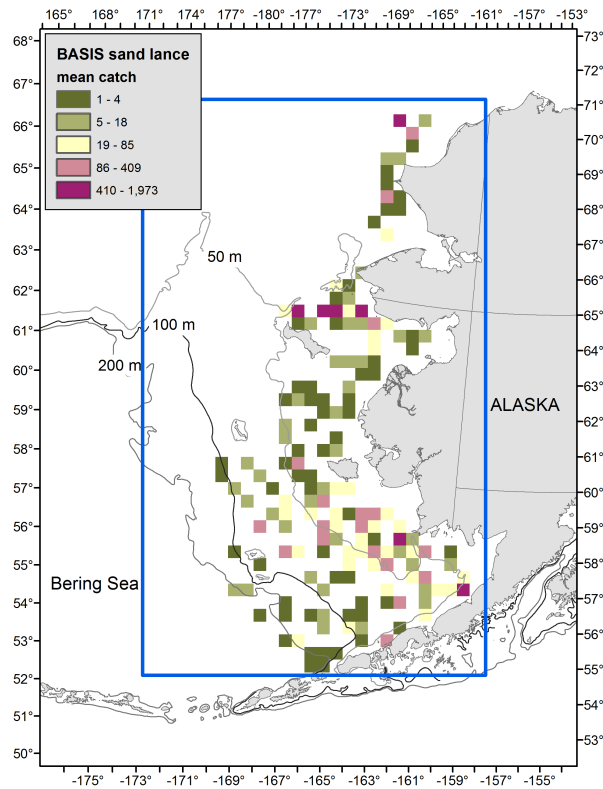 165° 168° 171° 174° 177° -180° -177° -173° -169° -165° -161° -157° -153°
68° 73°
BASIS sand lance
mean catch
1 - 4
5 - 18
19 - 85
86 - 409
410 - 1,973
67° 72°
66° 71°
65° 70°
64° 69°
63° 68°
50 m
62° 67°
61° 66°
100 m
200 m
60° 65°
59° 64°
ALASKA
58° 63°
57° 62°
56° 61°
55° 60°
Bering Sea
54° 59°
53° 58°
52° 57°
51° 56°
50° 55°
54°
53°
-175° -173° -171° -169° -167° -165° -163° -161° -159° -157° -155°